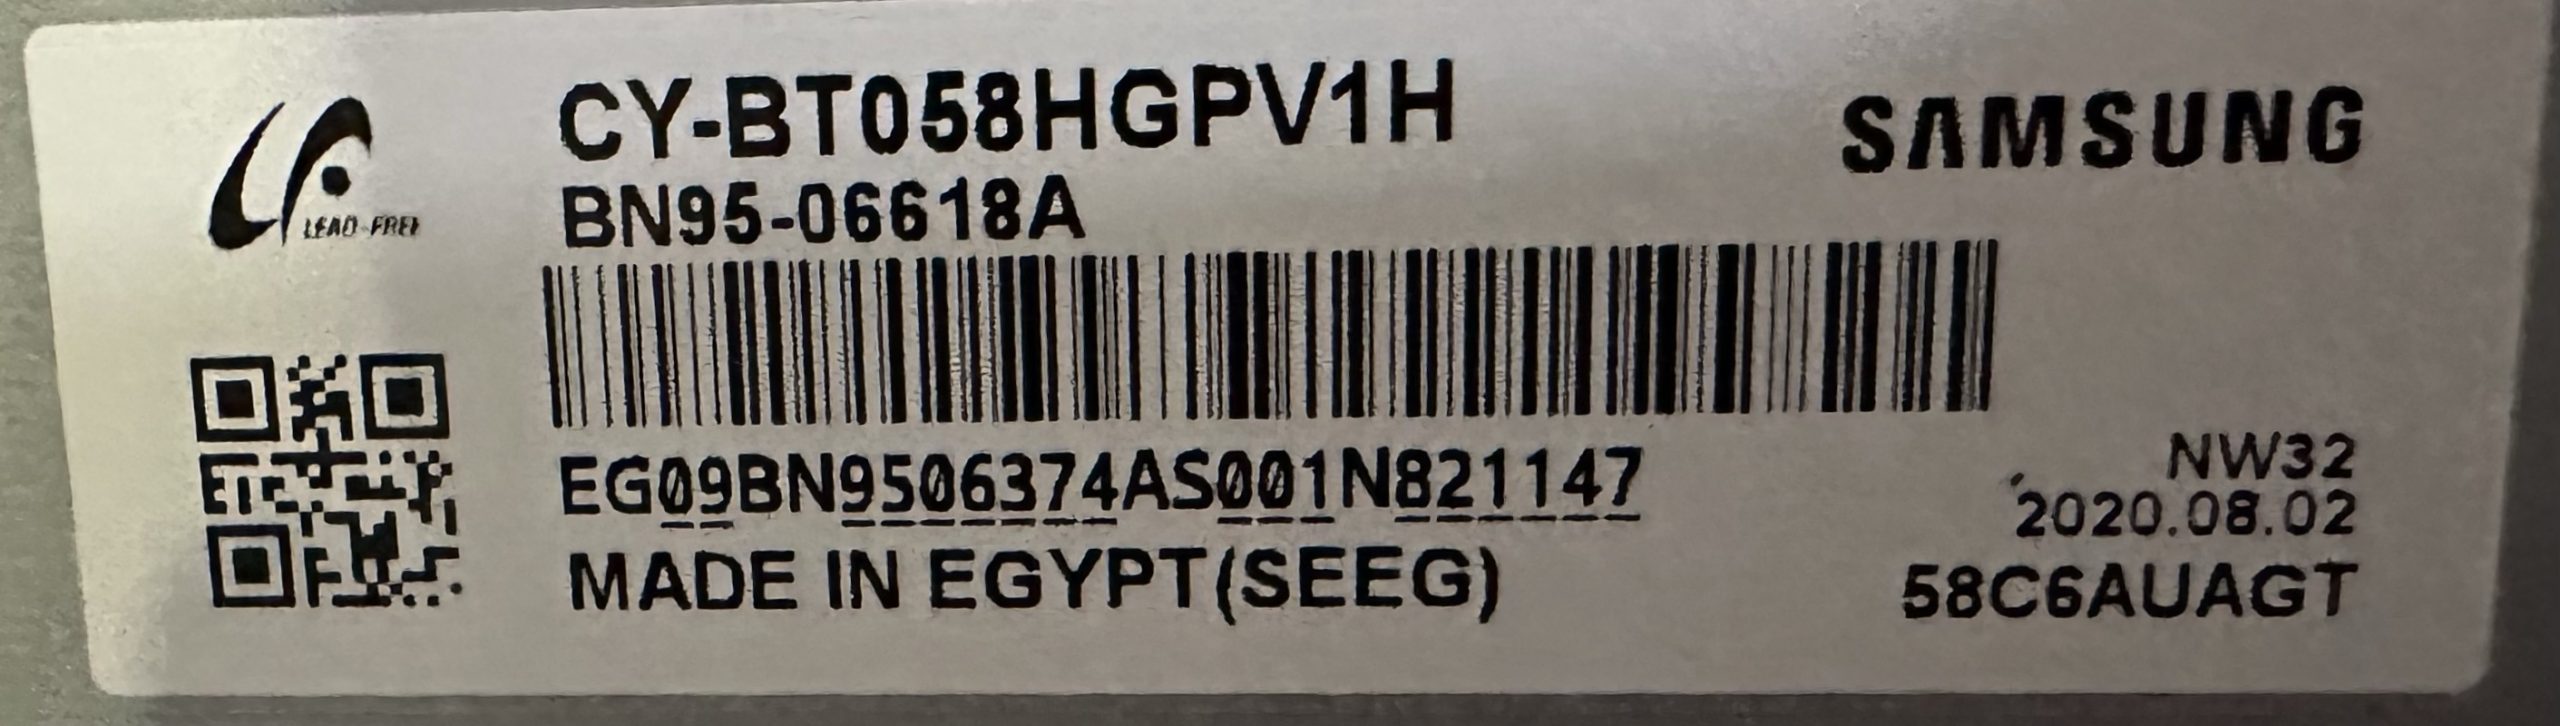 CY-BT058HGPV1H
SAMSUNG
BN95-06618A
LEAD-FREE
EG09BN9506374AS001N821147
NW32
2020.08.02
MADE IN EGYPT(SEEG)
58C6AUAGT